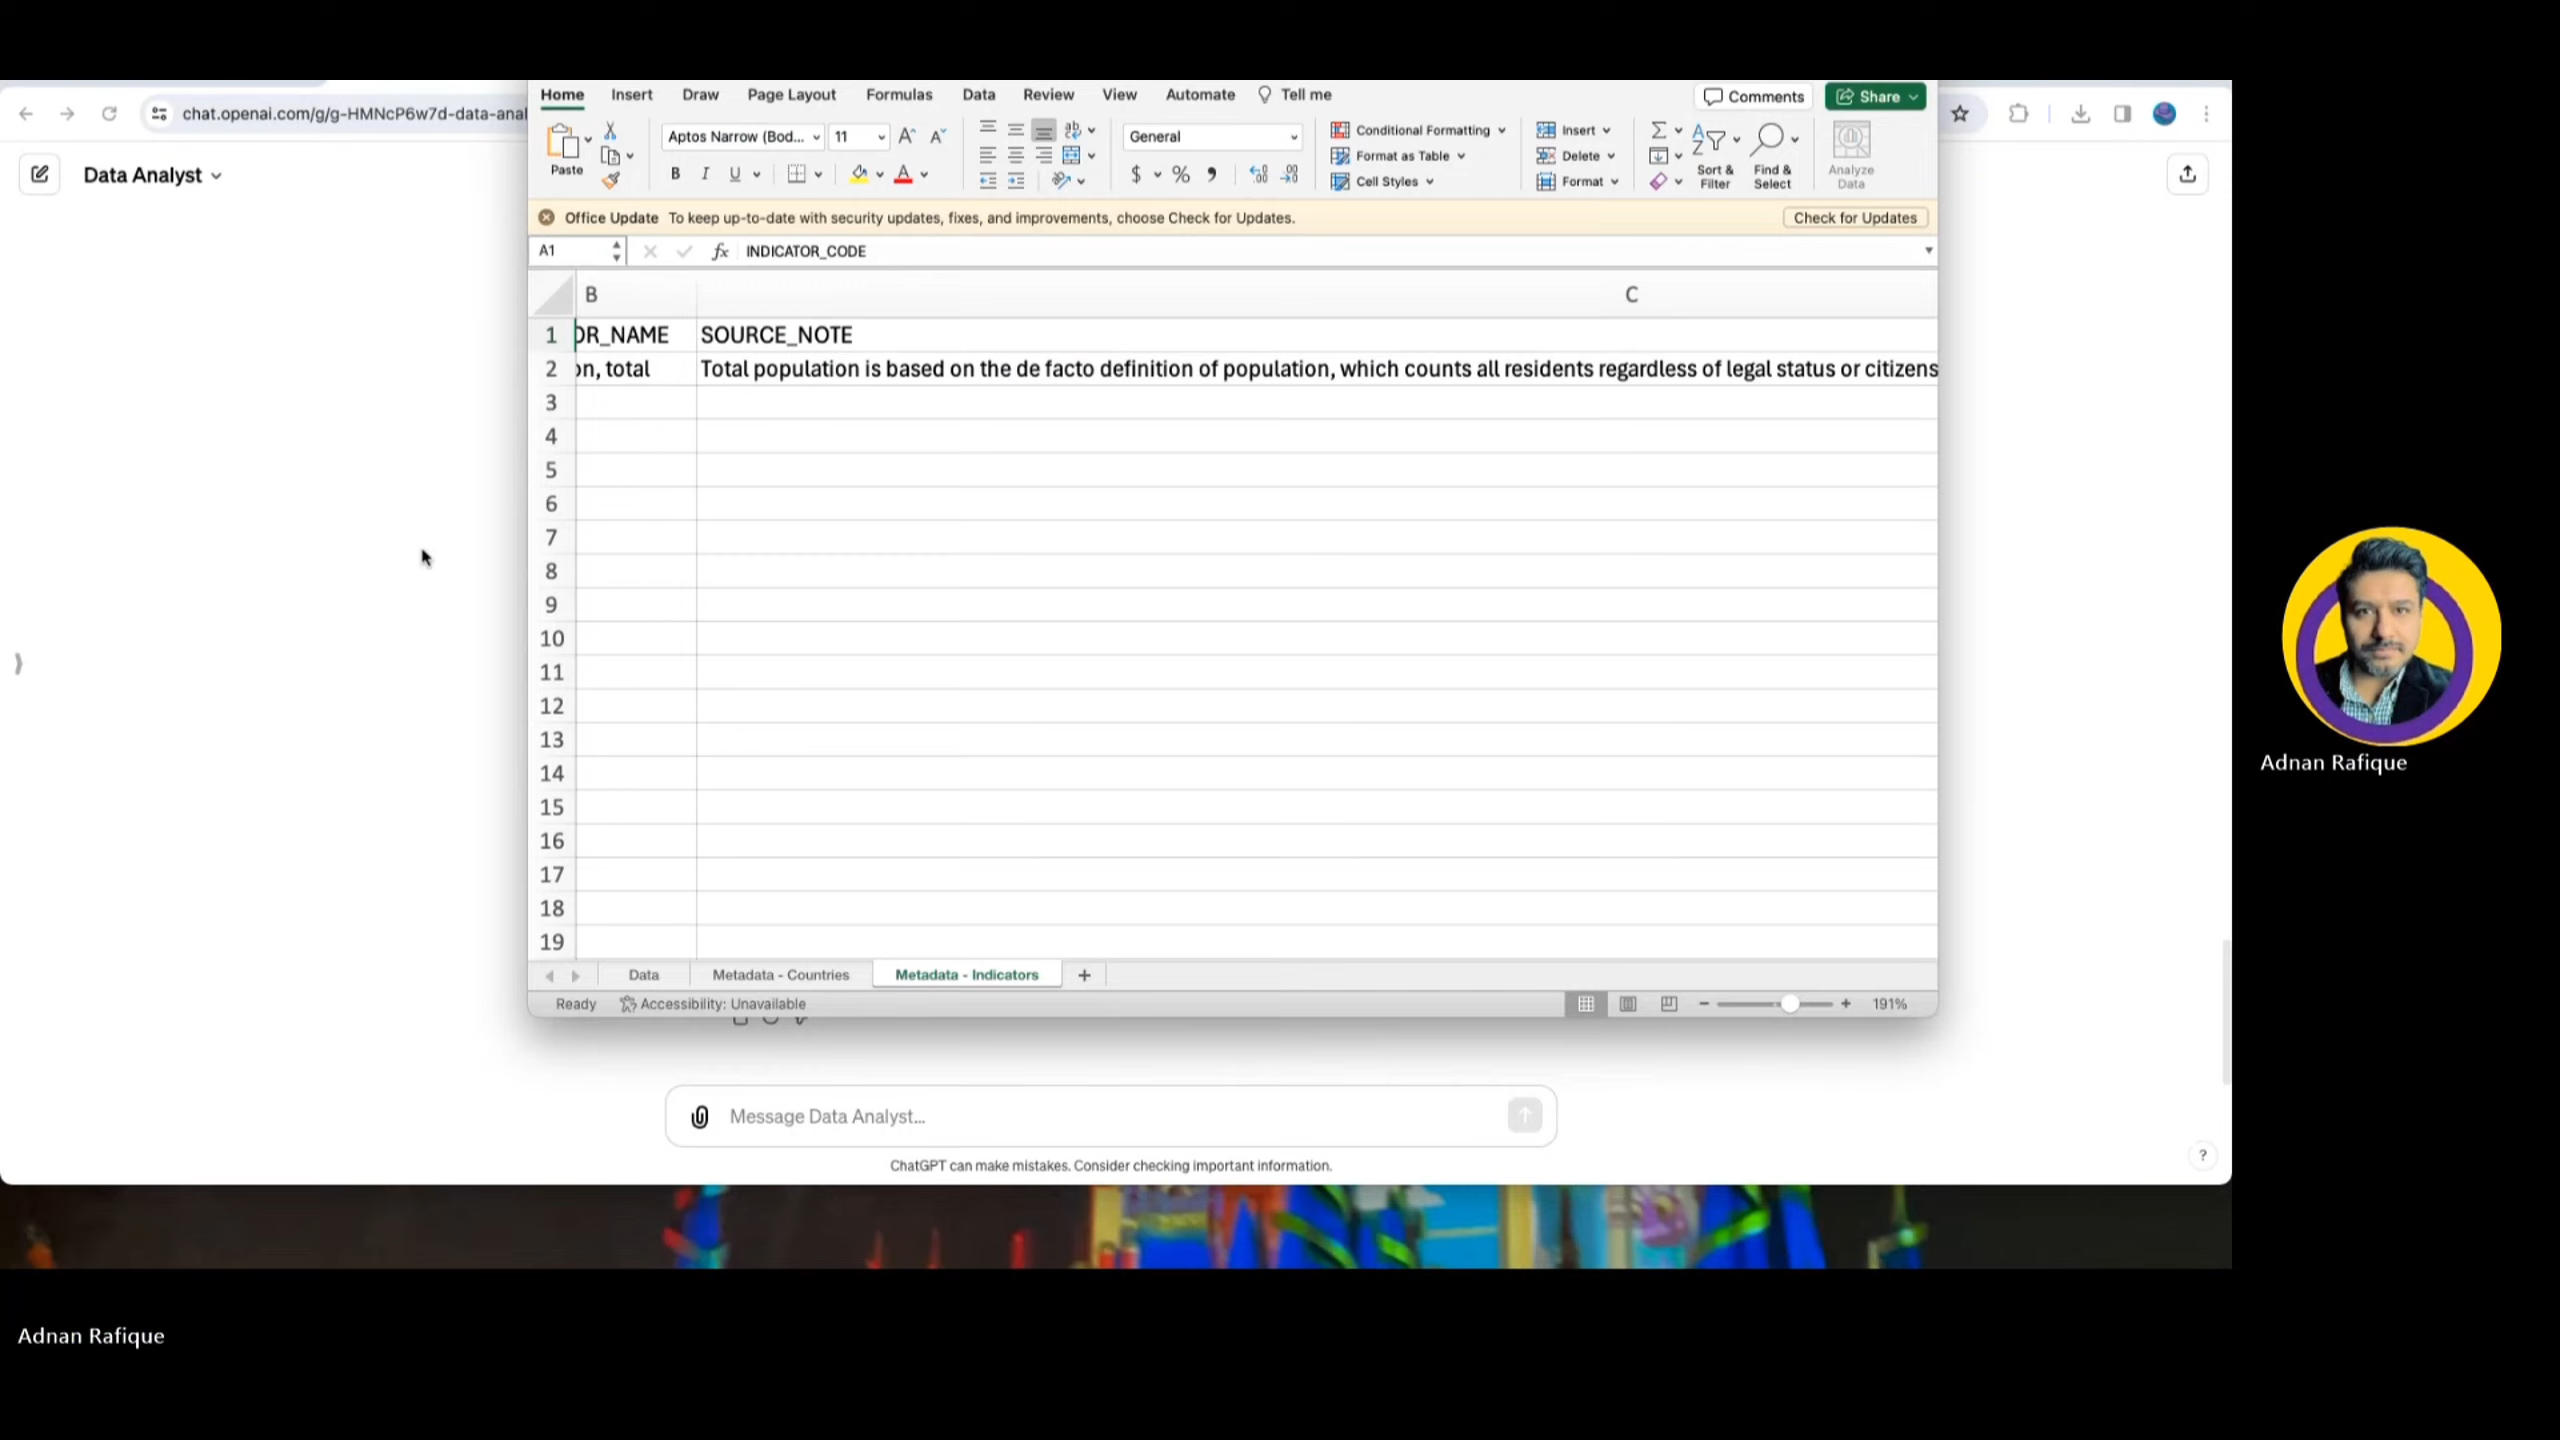 Home Insert Draw Page Layout Formulas Data Review View Automate Tell me Comments Share
chat.openai.com/g/g-HMNcP6w7d-data-anal
Aptos Narrow (Bod... 11 General Conditional Formatting Insert
Format as Table Delete
Paste B I U $ % Cell Styles Format Sort & Filter Find & Select Analyze Data
Data Analyst
Office Update To keep up-to-date with security updates, fixes, and improvements, choose Check for Updates. Check for Updates
A1 fx INDICATOR_CODE
B C
1 OR_NAME SOURCE_NOTE
2 on, total Total population is based on the de facto definition of population, which counts all residents regardless of legal status or citizens
3
4
5
6
7
8
9
10
11
12
13
14
15
16
17
18
19
Data Metadata - Countries Metadata - Indicators +
Ready Accessibility: Unavailable 191%
Message Data Analyst...
ChatGPT can make mistakes. Consider checking important information.
?
Adnan Rafique
Adnan Rafique